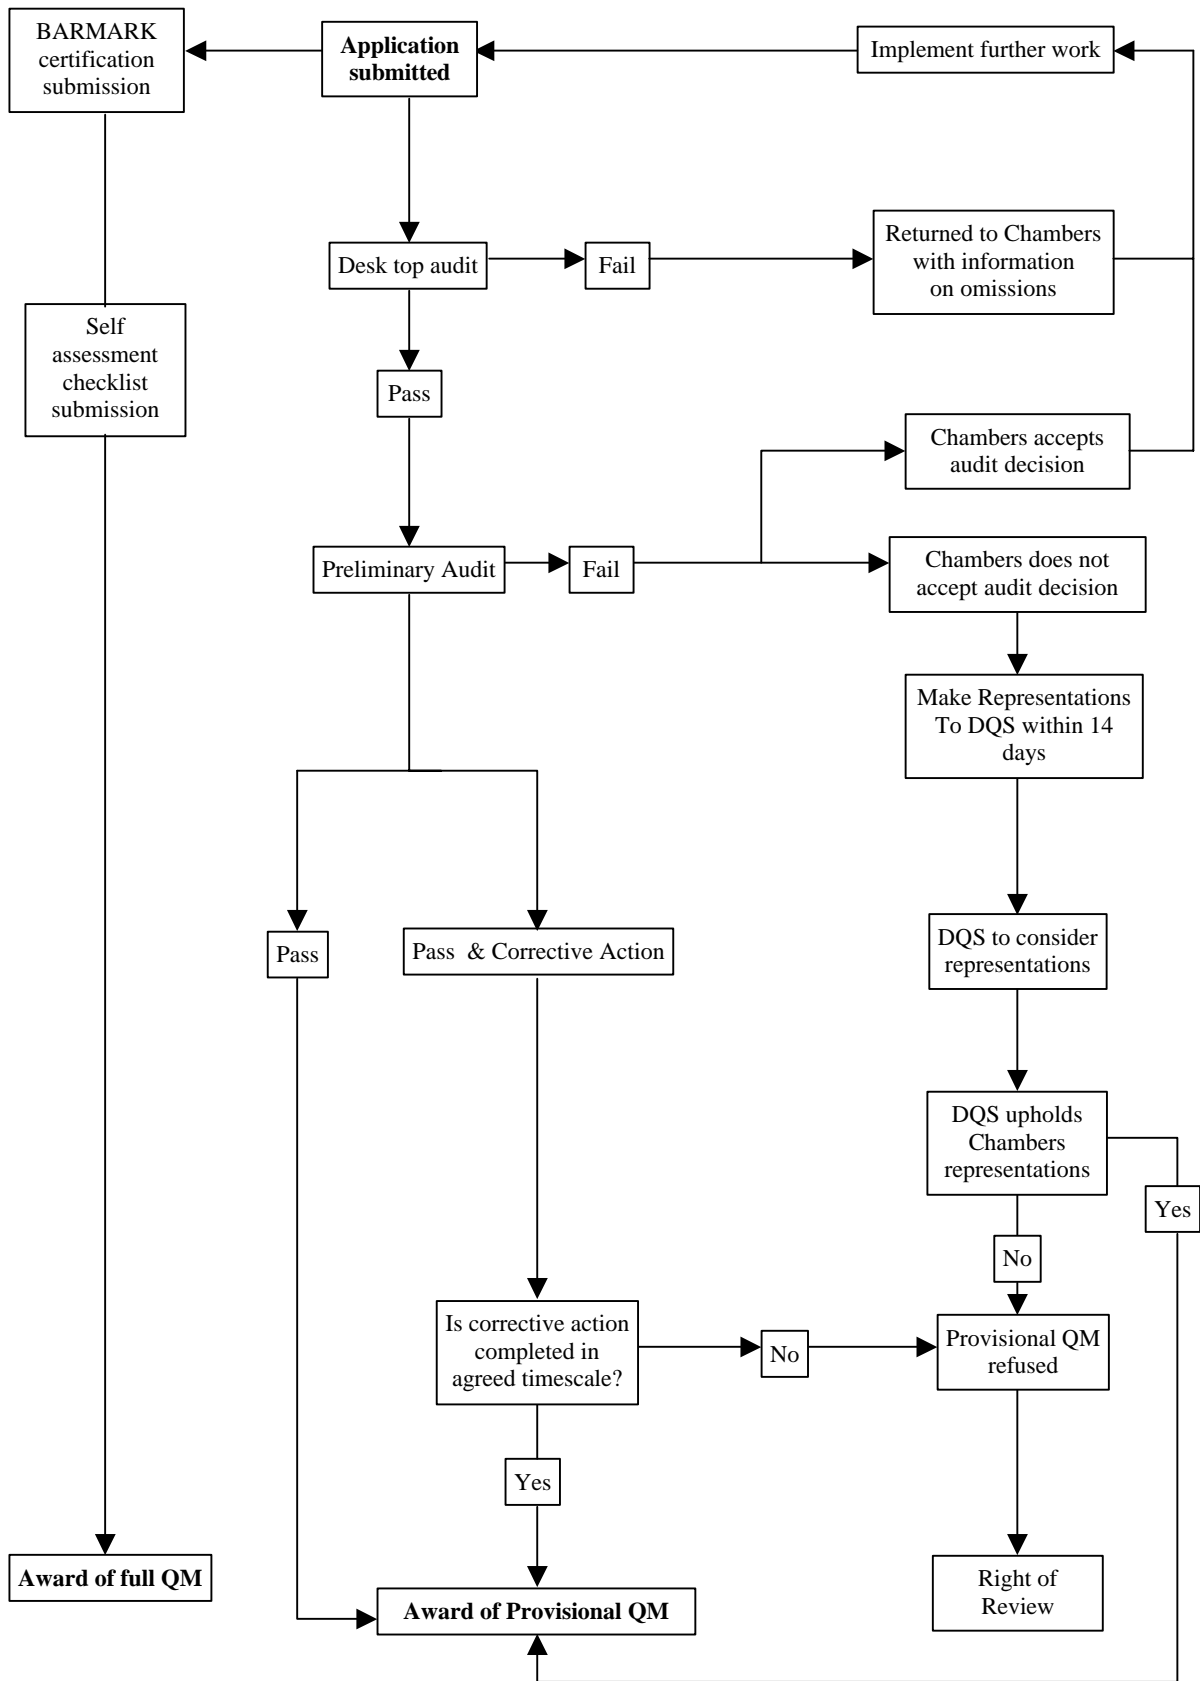 BARMARK
certification
submission
Application
submitted
Implement further work
Desk top audit
Fail
Returned to Chambers
with information
on omissions
Self
assessment
checklist
submission
Pass
Chambers accepts
audit decision
Preliminary Audit
Fail
Chambers does not
accept audit decision
Make Representations
To DQS within 14
days
Pass
Pass & Corrective Action
DQS to consider
representations
DQS upholds
Chambers
representations
Yes
No
Is corrective action
completed in
agreed timescale?
No
Provisional QM
refused
Yes
Award of full QM
Award of Provisional QM
Right of
Review